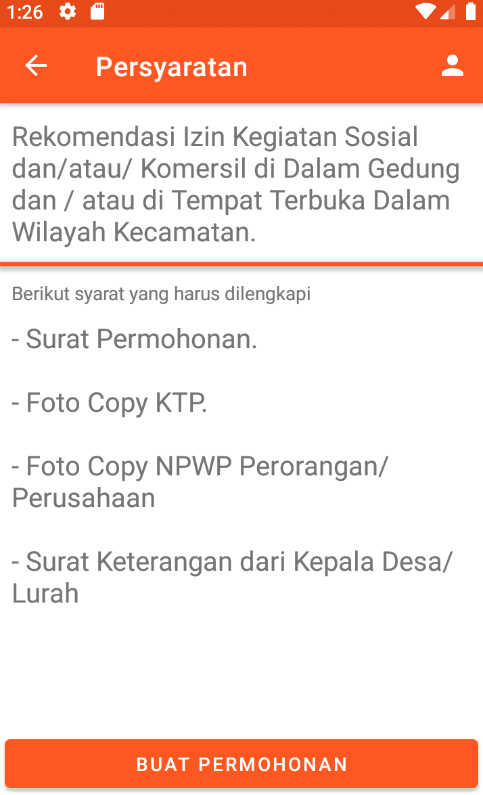 1:26
Persyaratan
Rekomendasi Izin Kegiatan Sosial
dan/atau/ Komersil di Dalam Gedung
dan / atau di Tempat Terbuka Dalam
Wilayah Kecamatan.
Berikut syarat yang harus dilengkapi
- Surat Permohonan.
- Foto Copy KTP.
- Foto Copy NPWP Perorangan/
Perusahaan
- Surat Keterangan dari Kepala Desa/
Lurah
BUAT PERMOHONAN